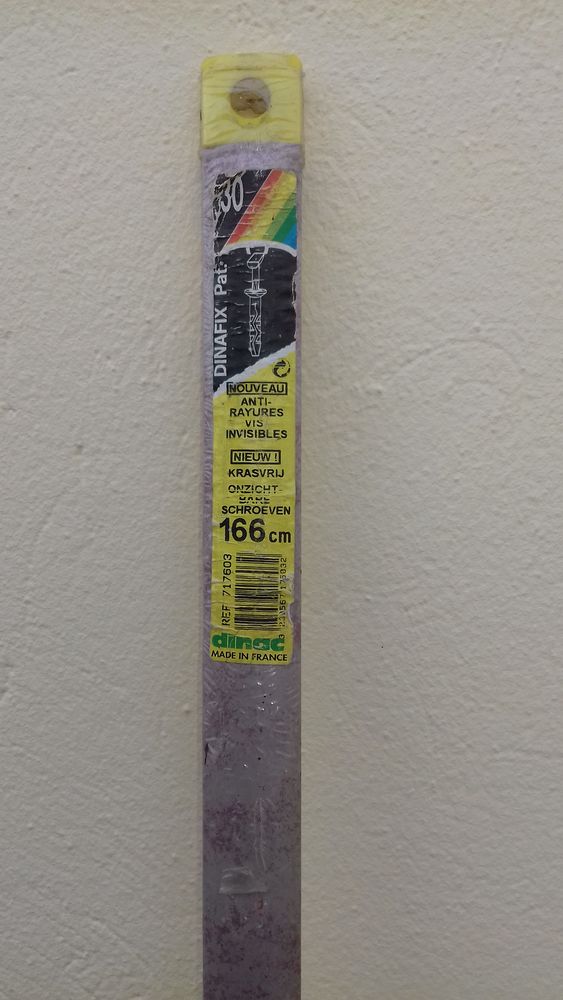 30
DINAFIX Pat.
NOUVEAU
ANTI-
RAYURES
VIS
INVISIBLES
NIEUW !
KRASVRIJ
ONZICHT-
BARE
SCHROEVEN
166 cm
REF 717603
dinac
MADE IN FRANCE